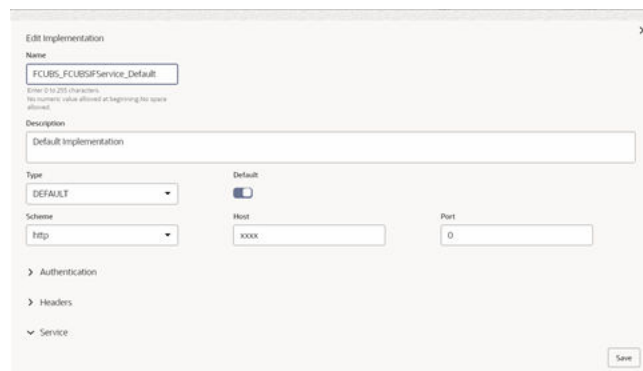 Edit Implementation
Name
FCUBS_FCUBSIFService_Default
Enter 0 to 255 characters
No numeric value allowed at beginning,No space
allowed.
Description
Default Implementation
Type
Default
DEFAULT
Scheme
Host
Port
http
xxxx
0
Authentication
Headers
Service
Save